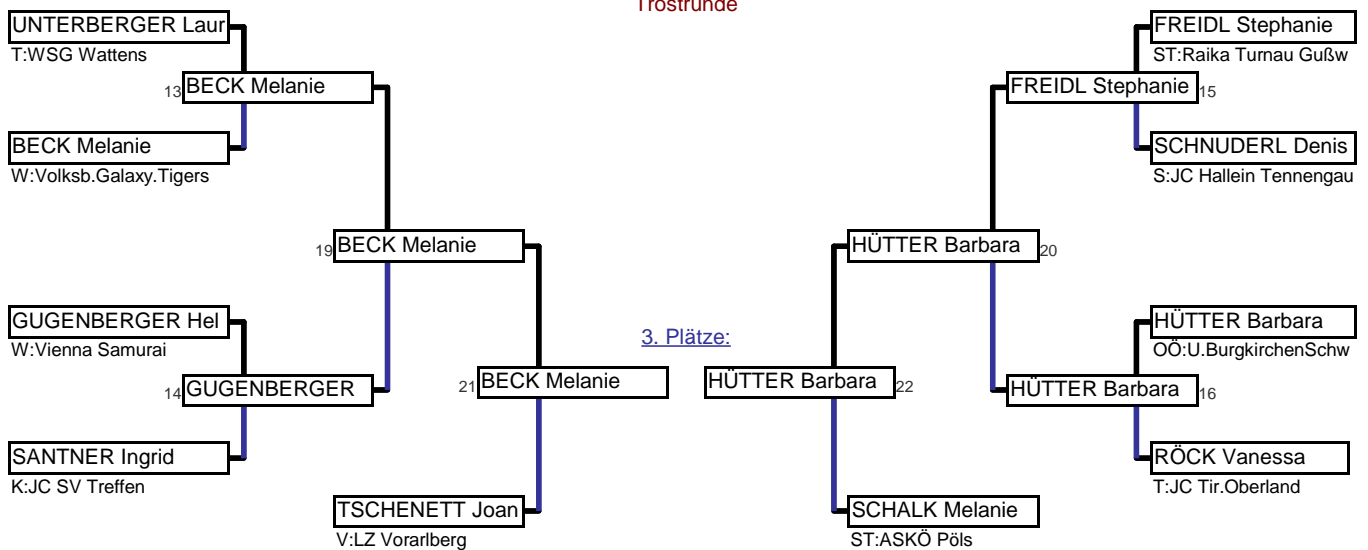 Trostrunde
UNTERBERGER Laur
T:WSG Wattens
13 BECK Melanie
BECK Melanie
W:Volksb.Galaxy.Tigers
19 BECK Melanie
GUGENBERGER Hel
W:Vienna Samurai
14 GUGENBERGER
SANTNER Ingrid
K:JC SV Treffen
21 BECK Melanie
TSCHENETT Joan
V:LZ Vorarlberg
3. Plätze:
FREIDL Stephanie
ST:Raika Turnau Gußw
FREIDL Stephanie 15
SCHNUDERL Denis
S:JC Hallein Tennengau
HÜTTER Barbara 20
HÜTTER Barbara
OÖ:U.BurgkirchenSchw
HÜTTER Barbara 16
RÖCK Vanessa
T:JC Tir.Oberland
HÜTTER Barbara 22
SCHALK Melanie
ST:ASKÖ Pöls